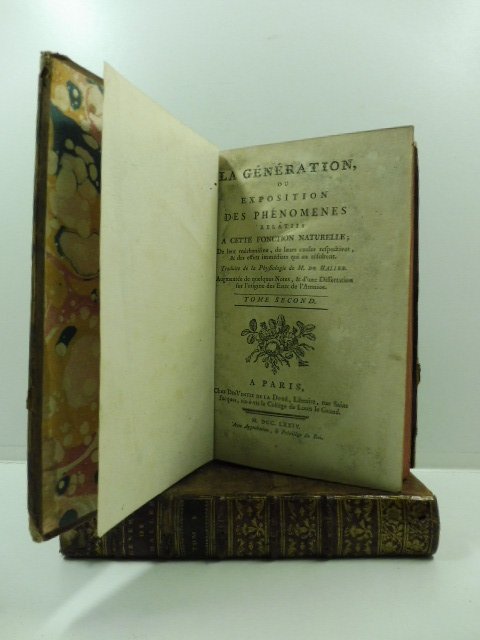 LA GÉNÉRATION,
OU
EXPOSITION
DES PHÉNOMENES
RELATIFS
A CETTE FONCTION NATURELLE;
De leur méchanisme, de leurs causes respectives,
& des effets immédiats qui en résultent.
Traduite de la Physiologie de M. DE HALLER.
Augmentée de quelques Notes, & d'une Dissertation
sur l'origine des Eaux de l'Amnios.
TOME SECOND.
A PARIS,
Chez DES VENTES DE LA DOUÉ, Libraire, rue Saint
Jacques, vis-à-vis le Collége de Louis le Grand.
M. DCC. LXXIV.
Avec Approbation, & Privilége du Roi.
TOM